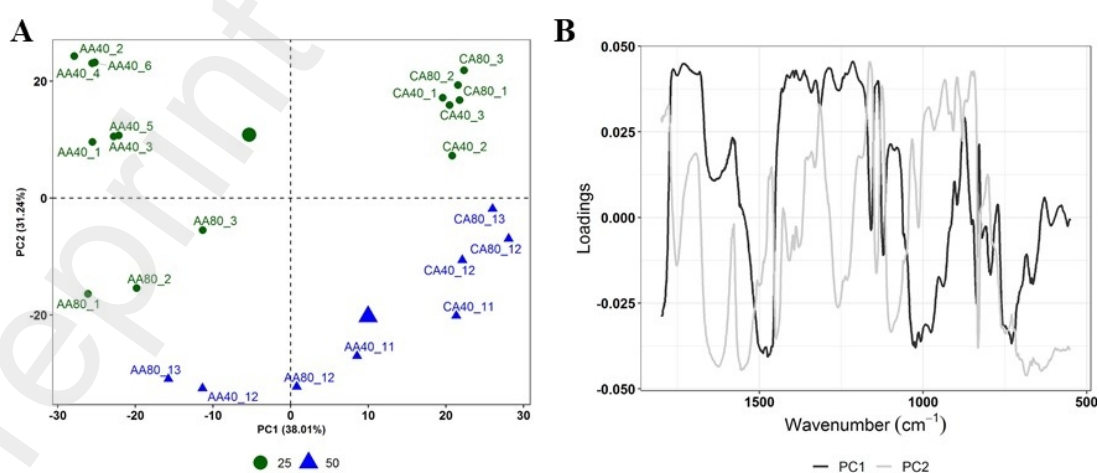 A
AA40_2
AA40_4
AA40_6
AA40_5
AA40_1
AA40_3
AA80_3
AA80_2
AA80_1
CA80_3
CA80_2
CA40_1
CA80_1
CA40_3
CA40_2
CA80_13
CA80_12
CA40_12
CA40_11
AA40_11
AA80_13
AA80_12
AA40_12
20
0
-20
PC2 (31.24%)
-30 -20 -10 0 10 20 30
PC1 (38.01%)
25 50
B
0.050
0.025
0.000
-0.025
-0.050
Loadings
1500 1000 500
Wavenumber (cm⁻¹)
PC1 PC2